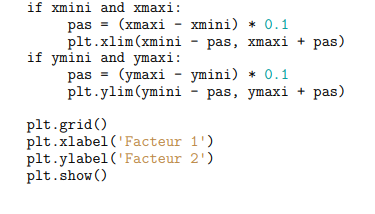 if xmini and xmaxi:
    pas = (xmaxi - xmini) * 0.1
    plt.xlim(xmini - pas, xmaxi + pas)
if ymini and ymaxi:
    pas = (ymaxi - ymini) * 0.1
    plt.ylim(ymini - pas, ymaxi + pas)

plt.grid()
plt.xlabel('Facteur 1')
plt.ylabel('Facteur 2')
plt.show()